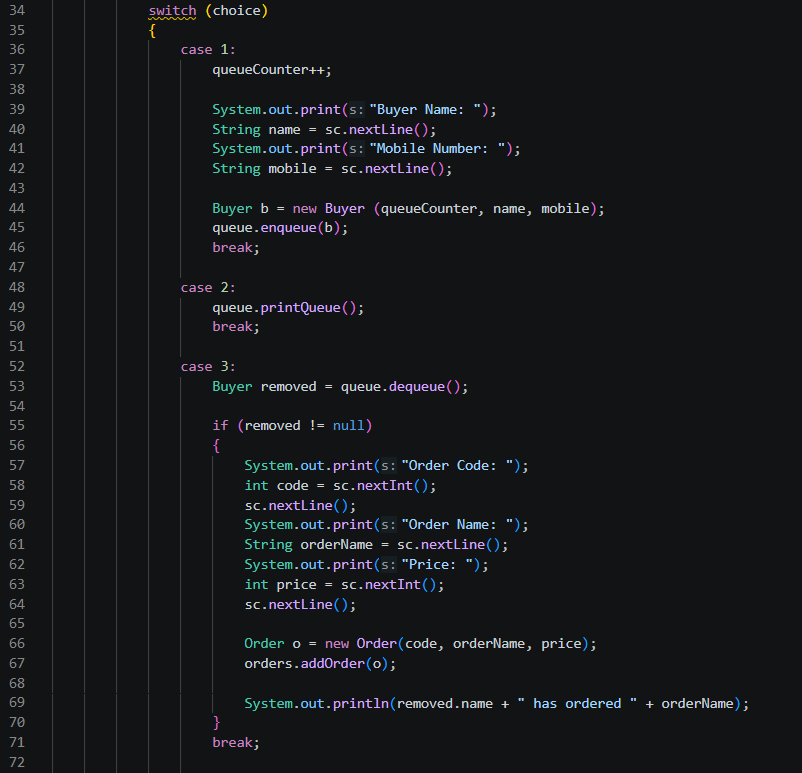 34 switch (choice)
35 {
36 case 1:
37 queueCounter++;
38
39 System.out.print(s: "Buyer Name: ");
40 String name = sc.nextLine();
41 System.out.print(s: "Mobile Number: ");
42 String mobile = sc.nextLine();
43
44 Buyer b = new Buyer (queueCounter, name, mobile);
45 queue.enqueue(b);
46 break;
47
48 case 2:
49 queue.printQueue();
50 break;
51
52 case 3:
53 Buyer removed = queue.dequeue();
54
55 if (removed != null)
56 {
57 System.out.print(s: "Order Code: ");
58 int code = sc.nextInt();
59 sc.nextLine();
60 System.out.print(s: "Order Name: ");
61 String orderName = sc.nextLine();
62 System.out.print(s: "Price: ");
63 int price = sc.nextInt();
64 sc.nextLine();
65
66 Order o = new Order(code, orderName, price);
67 orders.addOrder(o);
68
69 System.out.println(removed.name + " has ordered " + orderName);
70 }
71 break;
72